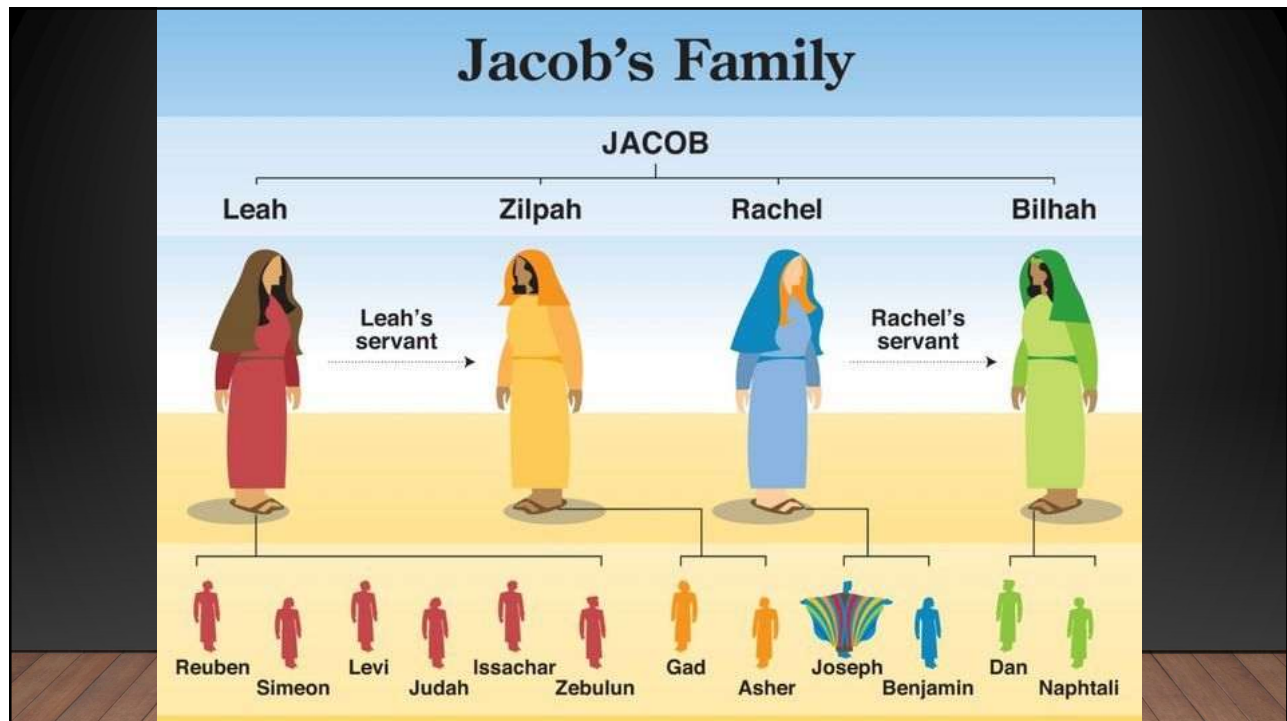 Jacob's Family
JACOB
Leah
Zilpah
Rachel
Bilhah
Leah's
servant
Rachel's
servant
Reuben
Simeon
Levi
Judah
Issachar
Zebulun
Gad
Asher
Joseph
Benjamin
Dan
Naphtali